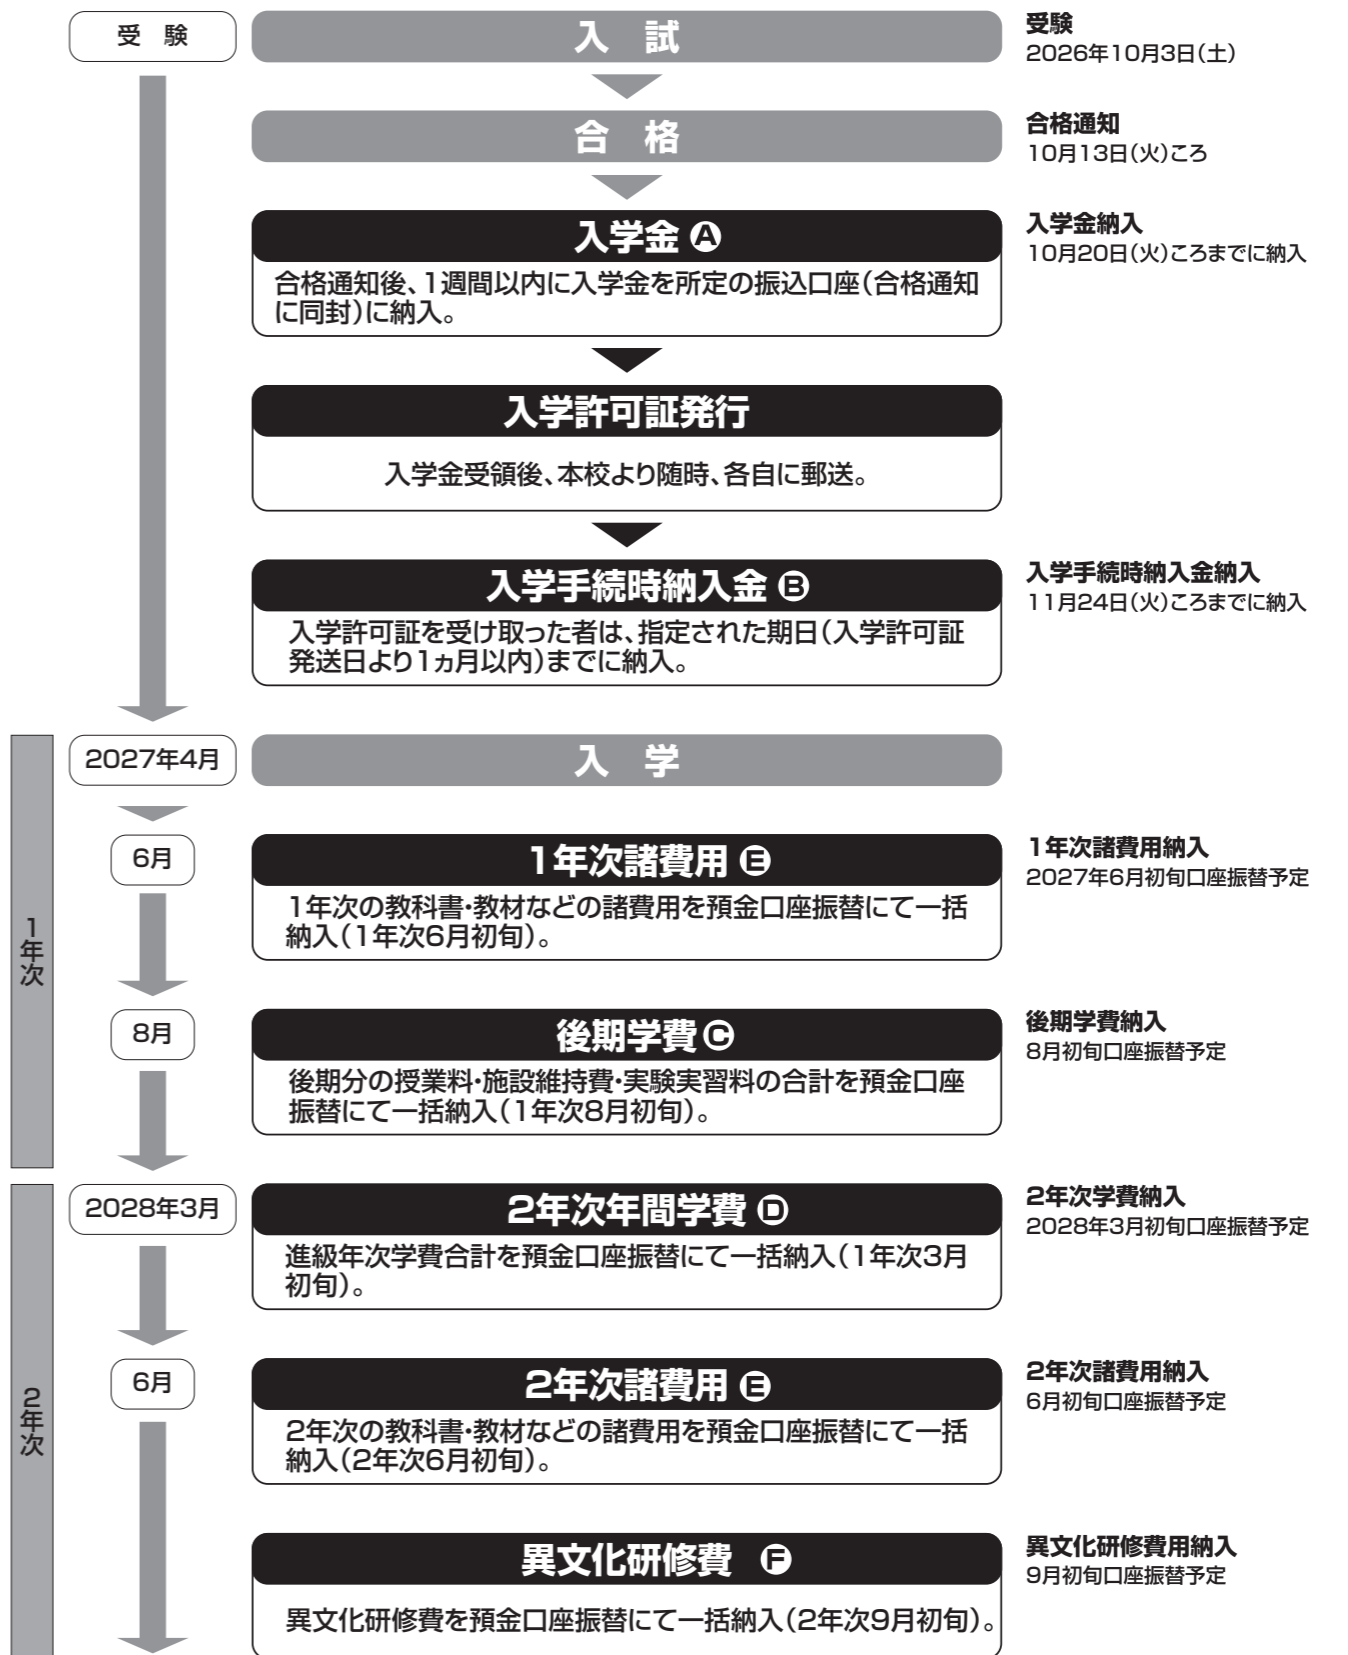 受　験
入　試
受験
2026年10月3日(土)
合　格
合格通知
10月13日(火)ころ
入学金 Ⓐ
合格通知後、1週間以内に入学金を所定の振込口座(合格通知
に同封)に納入。
入学金納入
10月20日(火)ころまでに納入
入学許可証発行
入学金受領後、本校より随時、各自に郵送。
入学手続時納入金 Ⓑ
入学許可証を受け取った者は、指定された期日(入学許可証
発送日より1ヵ月以内)までに納入。
入学手続時納入金納入
11月24日(火)ころまでに納入
1年次
2027年4月
入　学
6月
1年次諸費用 Ⓔ
1年次の教科書・教材などの諸費用を預金口座振替にて一括
納入(1年次6月初旬)。
1年次諸費用納入
2027年6月初旬口座振替予定
8月
後期学費 Ⓒ
後期分の授業料・施設維持費・実験実習料の合計を預金口座
振替にて一括納入(1年次8月初旬)。
後期学費納入
8月初旬口座振替予定
2年次
2028年3月
2年次年間学費 Ⓓ
進級年次学費合計を預金口座振替にて一括納入(1年次3月
初旬)。
2年次学費納入
2028年3月初旬口座振替予定
6月
2年次諸費用 Ⓔ
2年次の教科書・教材などの諸費用を預金口座振替にて一括
納入(2年次6月初旬)。
2年次諸費用納入
6月初旬口座振替予定
異文化研修費　Ⓕ
異文化研修費を預金口座振替にて一括納入(2年次9月初旬)。
異文化研修費用納入
9月初旬口座振替予定